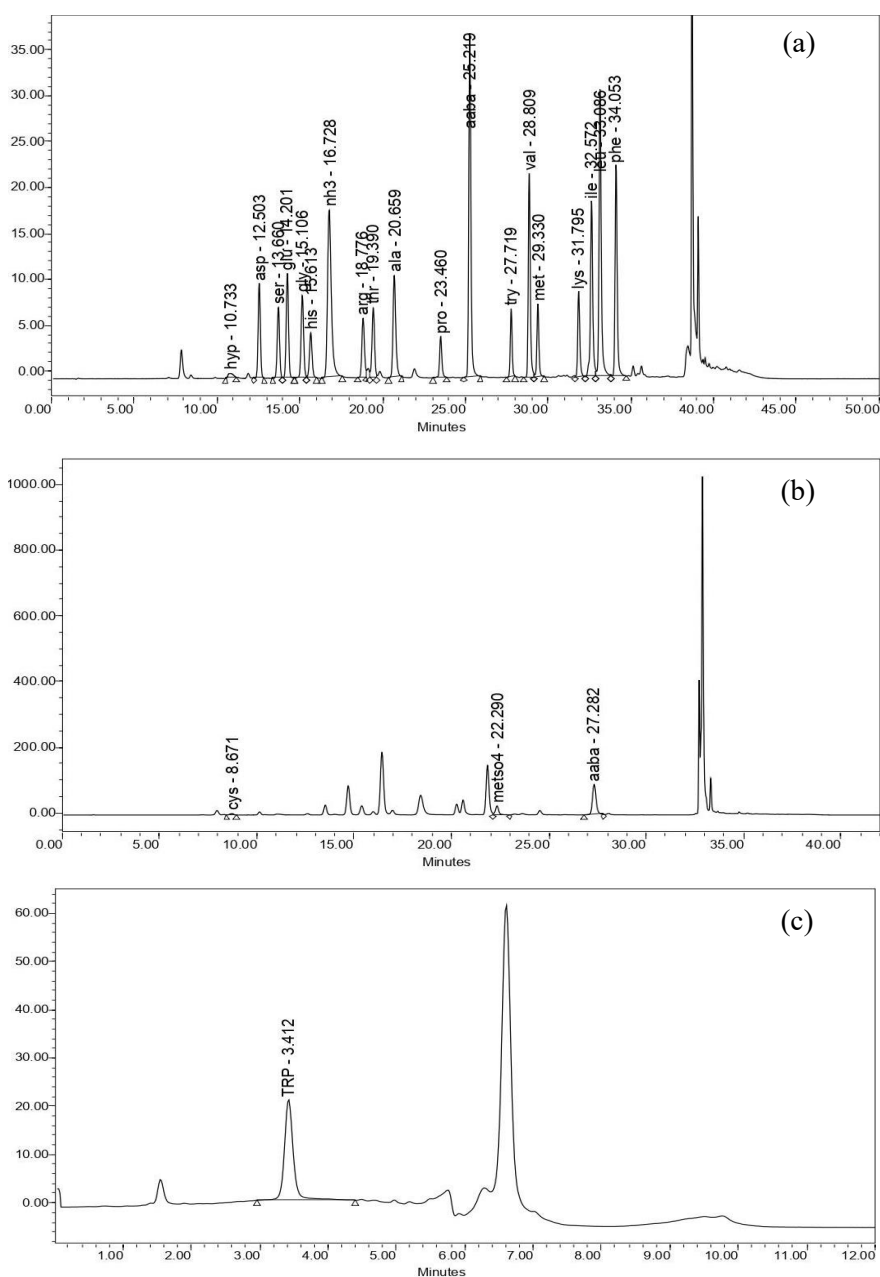 (a)
35.00
30.00
25.00
20.00
15.00
10.00
5.00
0.00
hyp - 10.733
asp - 12.503
ser - 13.660
glu - 14.201
gly - 15.106
his - 15.613
nh3 - 16.728
arg - 18.776
thr - 19.390
ala - 20.659
pro - 23.460
aaba - 25.219
try - 27.719
val - 28.809
met - 29.330
lys - 31.795
ile - 32.572
leu - 33.086
phe - 34.053
0.00 5.00 10.00 15.00 20.00 25.00 30.00 35.00 40.00 45.00 50.00
Minutes
(b)
1000.00
800.00
600.00
400.00
200.00
0.00
cys - 8.671
metso4 - 22.290
aaba - 27.282
0.00 5.00 10.00 15.00 20.00 25.00 30.00 35.00 40.00
Minutes
(c)
60.00
50.00
40.00
30.00
20.00
10.00
0.00
TRP - 3.412
1.00 2.00 3.00 4.00 5.00 6.00 7.00 8.00 9.00 10.00 11.00 12.00
Minutes